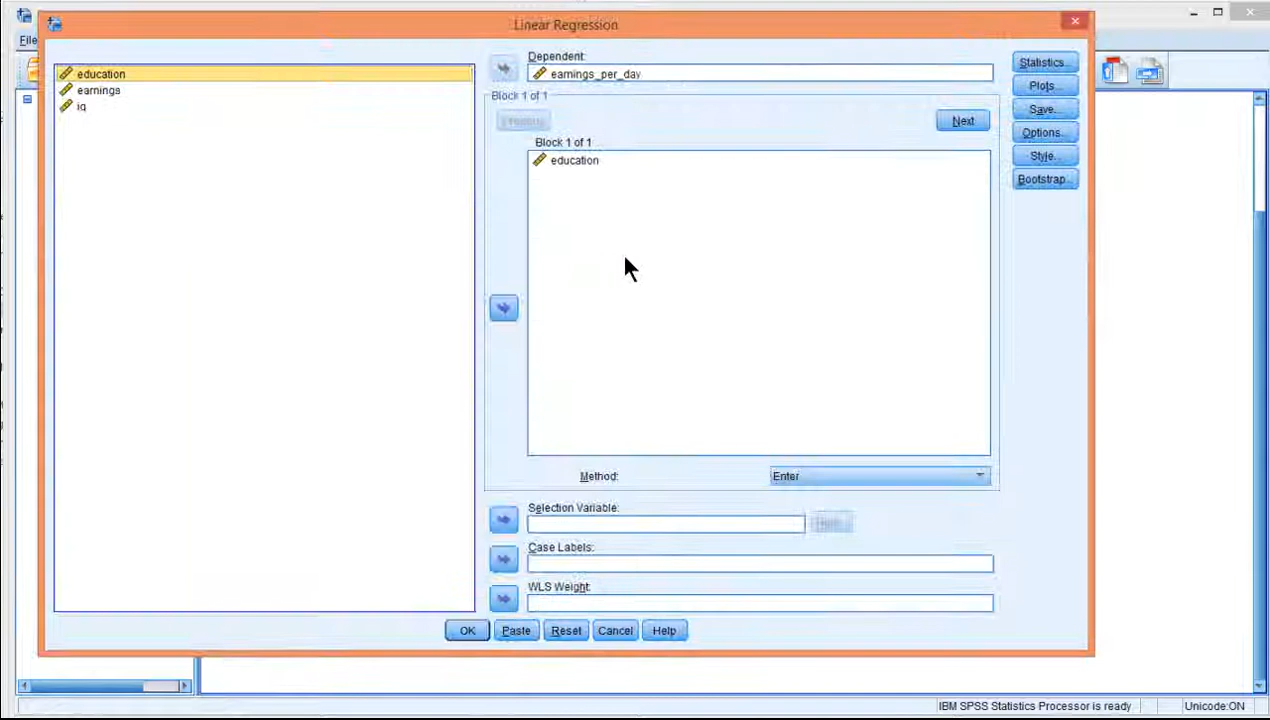 Linear Regression
File
education
earnings
iq
Dependent:
earnings_per_day
Block 1 of 1
Previous
Next
Block 1 of 1
education
Method:
Enter
Selection Variable:
Case Labels:
WLS Weight:
Statistics...
Plots...
Save...
Options...
Style...
Bootstrap...
OK
Paste
Reset
Cancel
Help
IBM SPSS Statistics Processor is ready
Unicode:ON